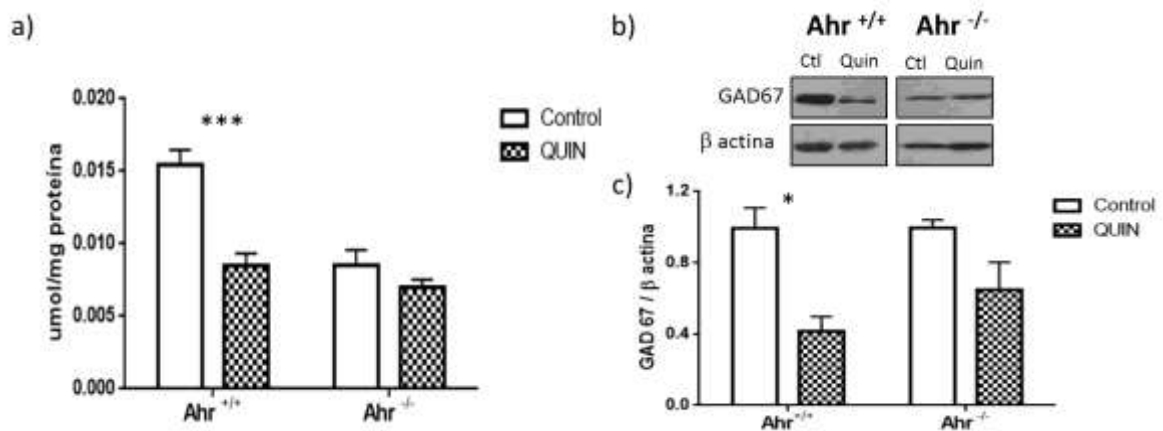 a)
0.020
0.015
0.010
0.005
0.000
umol/mg proteína
***
Control
QUIN
Ahr +/+
Ahr -/-
b)
Ahr +/+ Ahr -/-
Ctl Quin Ctl Quin
GAD67
β actina
c)
1.2
0.8
0.4
0.0
GAD 67 / β actina
*
Control
QUIN
Ahr+/+
Ahr-/-